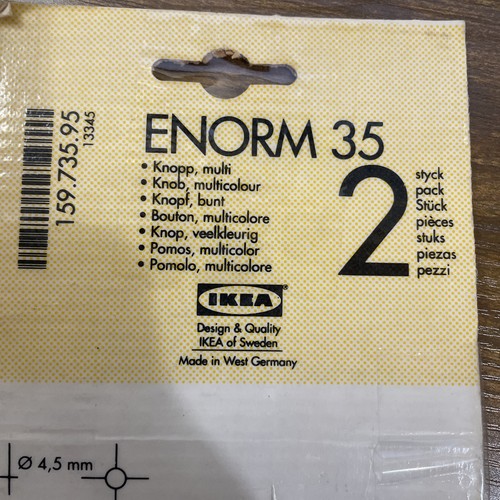 159.735.95
13345
ENORM 35
• Knopp, multi
• Knob, multicolour
• Knopf, bunt
• Bouton, multicolore
• Knop, veelkleurig
• Pomos, multicolor
• Pomolo, multicolore
2
styck
pack
Stück
pièces
stuks
piezas
pezzi
IKEA®
Design & Quality
IKEA of Sweden
Made in West Germany
Ø 4,5 mm